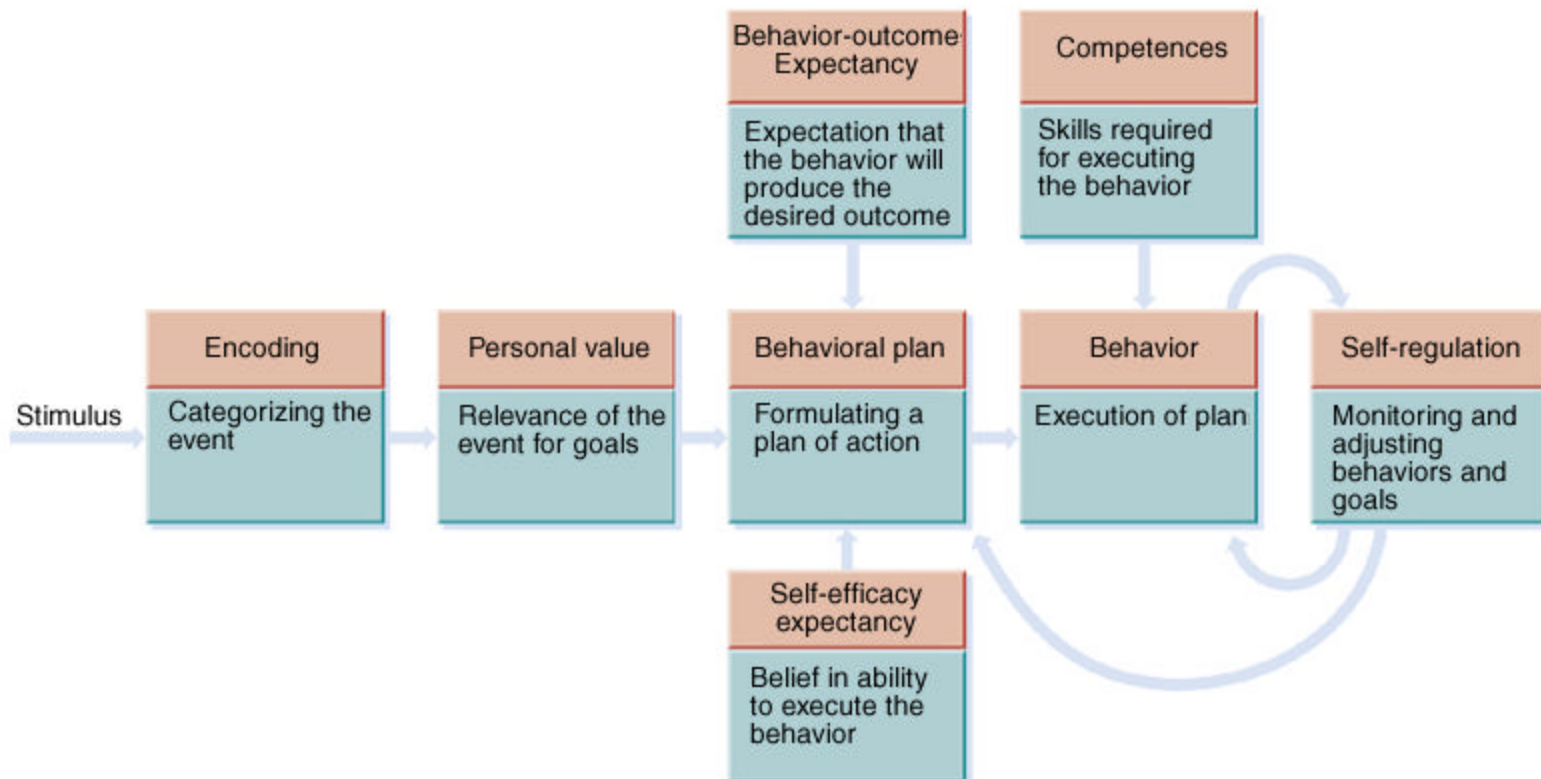 Behavior-outcome
Expectancy
Expectation that
the behavior will
produce the
desired outcome
Competences
Skills required
for executing
the behavior
Stimulus
Encoding
Categorizing the
event
Personal value
Relevance of the
event for goals
Behavioral plan
Formulating a
plan of action
Behavior
Execution of plan
Self-regulation
Monitoring and
adjusting
behaviors and
goals
Self-efficacy
expectancy
Belief in ability
to execute the
behavior